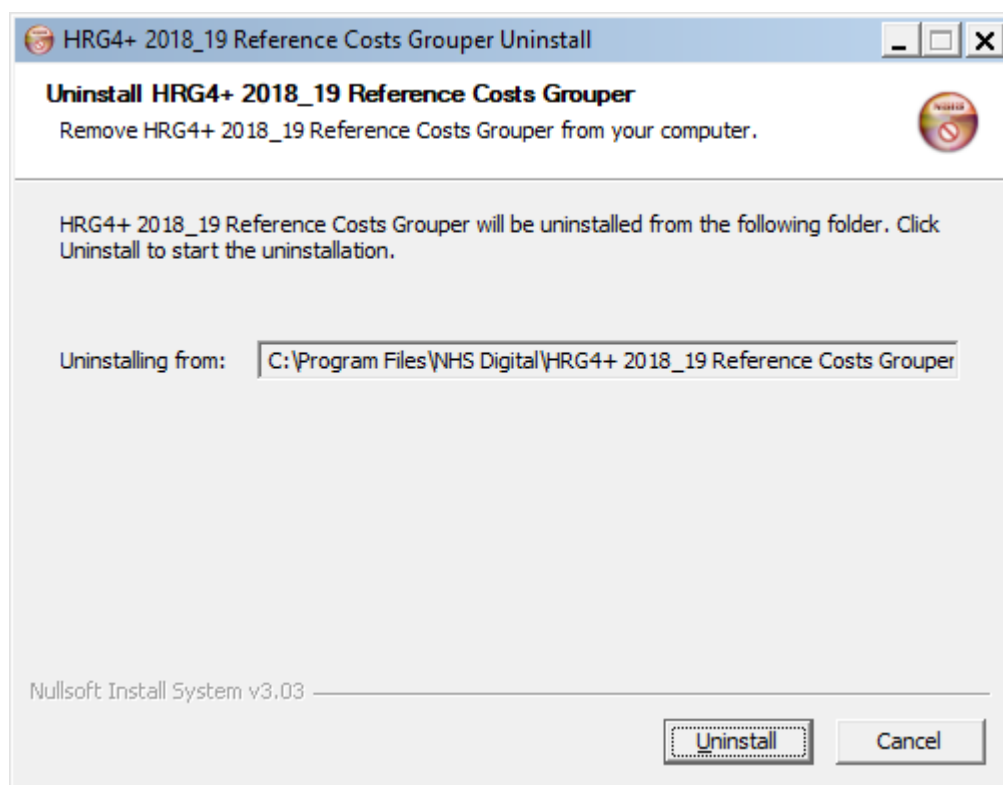 HRG4+ 2018_19 Reference Costs Grouper Uninstall
Uninstall HRG4+ 2018_19 Reference Costs Grouper
Remove HRG4+ 2018_19 Reference Costs Grouper from your computer.
HRG4+ 2018_19 Reference Costs Grouper will be uninstalled from the following folder. Click
Uninstall to start the uninstallation.
Uninstalling from: C:\Program Files\NHS Digital\HRG4+ 2018_19 Reference Costs Grouper
Nullsoft Install System v3.03
Uninstall Cancel